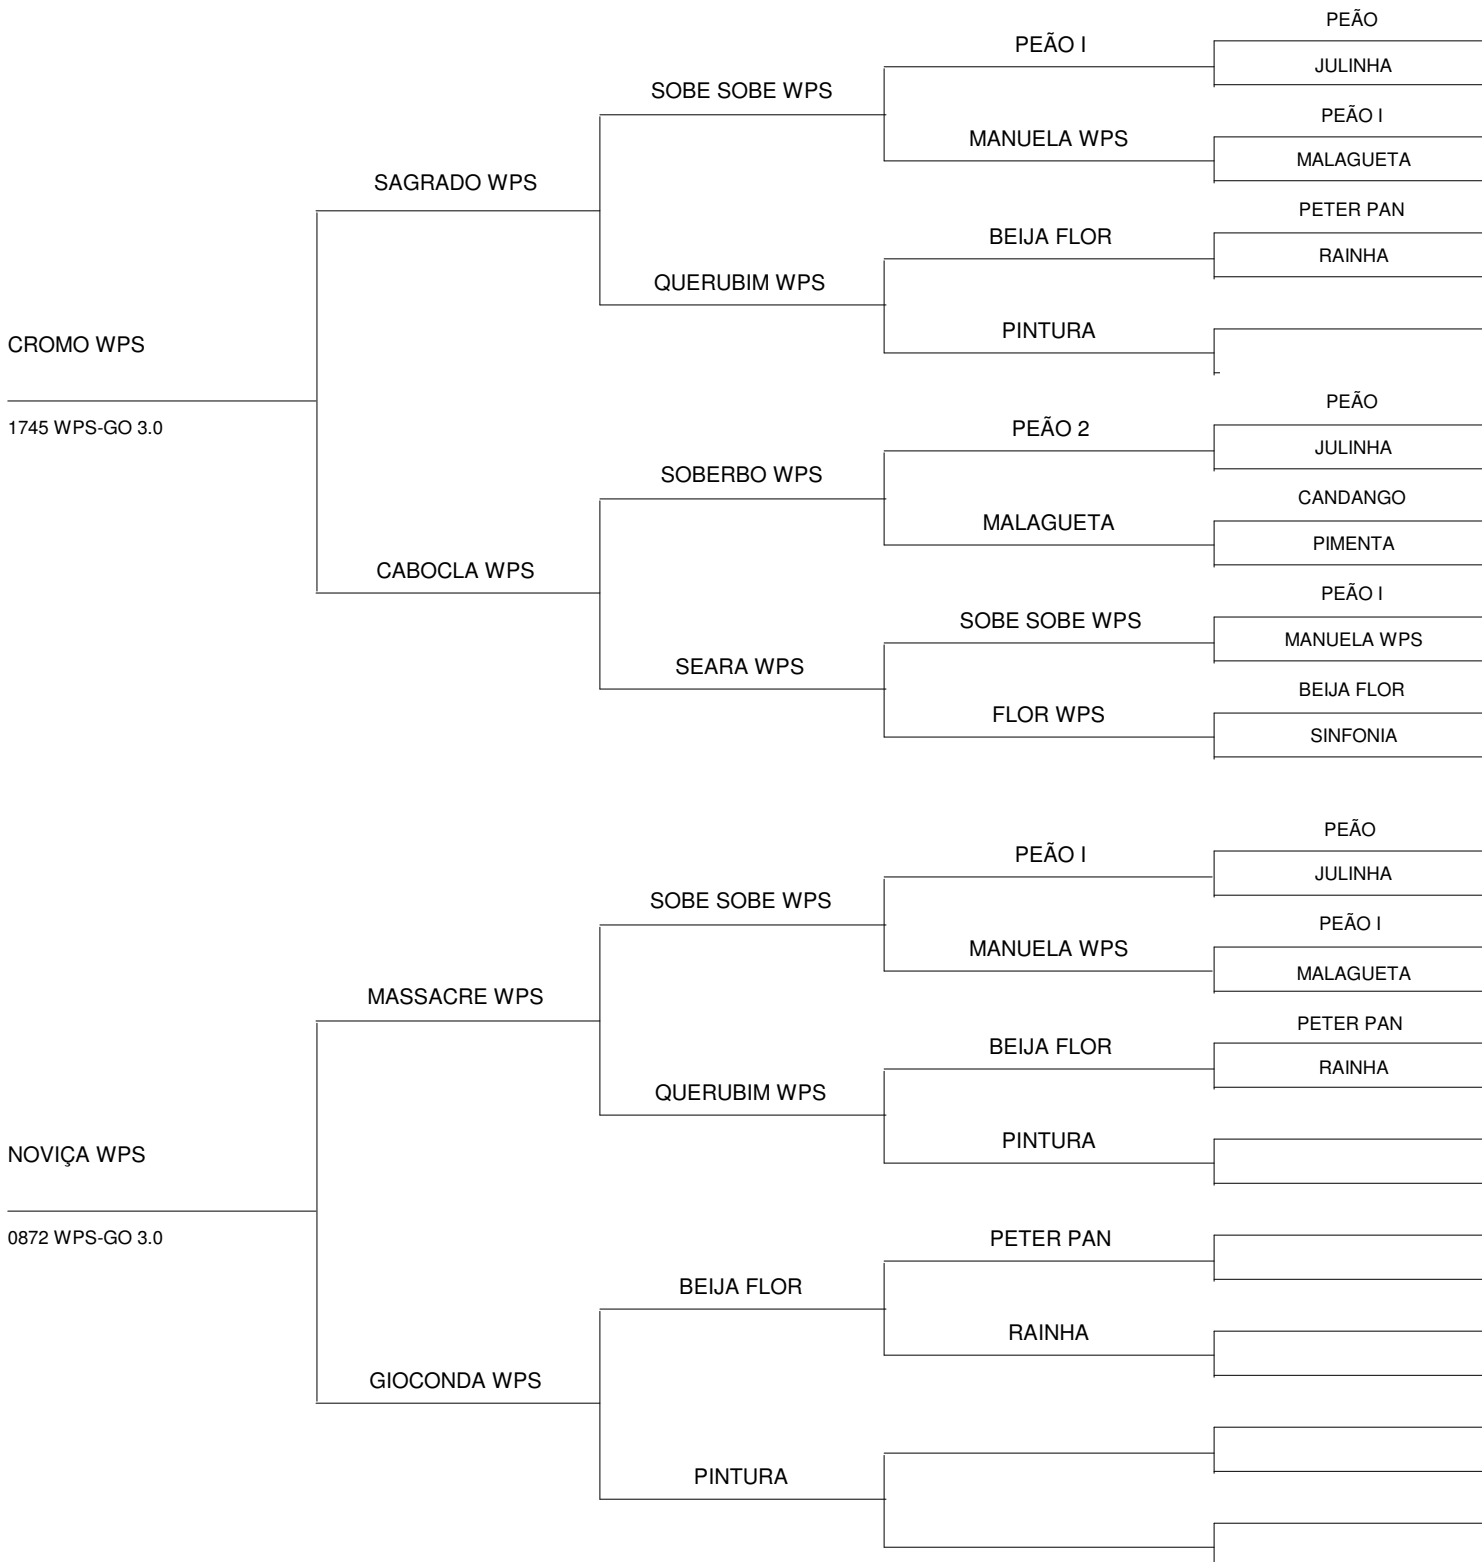 PEÃO
PEÃO I
JULINHA
SOBE SOBE WPS
PEÃO I
MANUELA WPS
MALAGUETA
SAGRADO WPS
PETER PAN
BEIJA FLOR
RAINHA
QUERUBIM WPS
PINTURA
CROMO WPS
PEÃO
1745 WPS-GO 3.0
PEÃO 2
JULINHA
SOBERBO WPS
CANDANGO
MALAGUETA
PIMENTA
CABOCLA WPS
PEÃO I
SOBE SOBE WPS
MANUELA WPS
SEARA WPS
BEIJA FLOR
FLOR WPS
SINFONIA
PEÃO
PEÃO I
JULINHA
SOBE SOBE WPS
PEÃO I
MANUELA WPS
MALAGUETA
MASSACRE WPS
PETER PAN
BEIJA FLOR
RAINHA
QUERUBIM WPS
PINTURA
NOVIÇA WPS
0872 WPS-GO 3.0
PETER PAN
BEIJA FLOR
RAINHA
GIOCONDA WPS
PINTURA